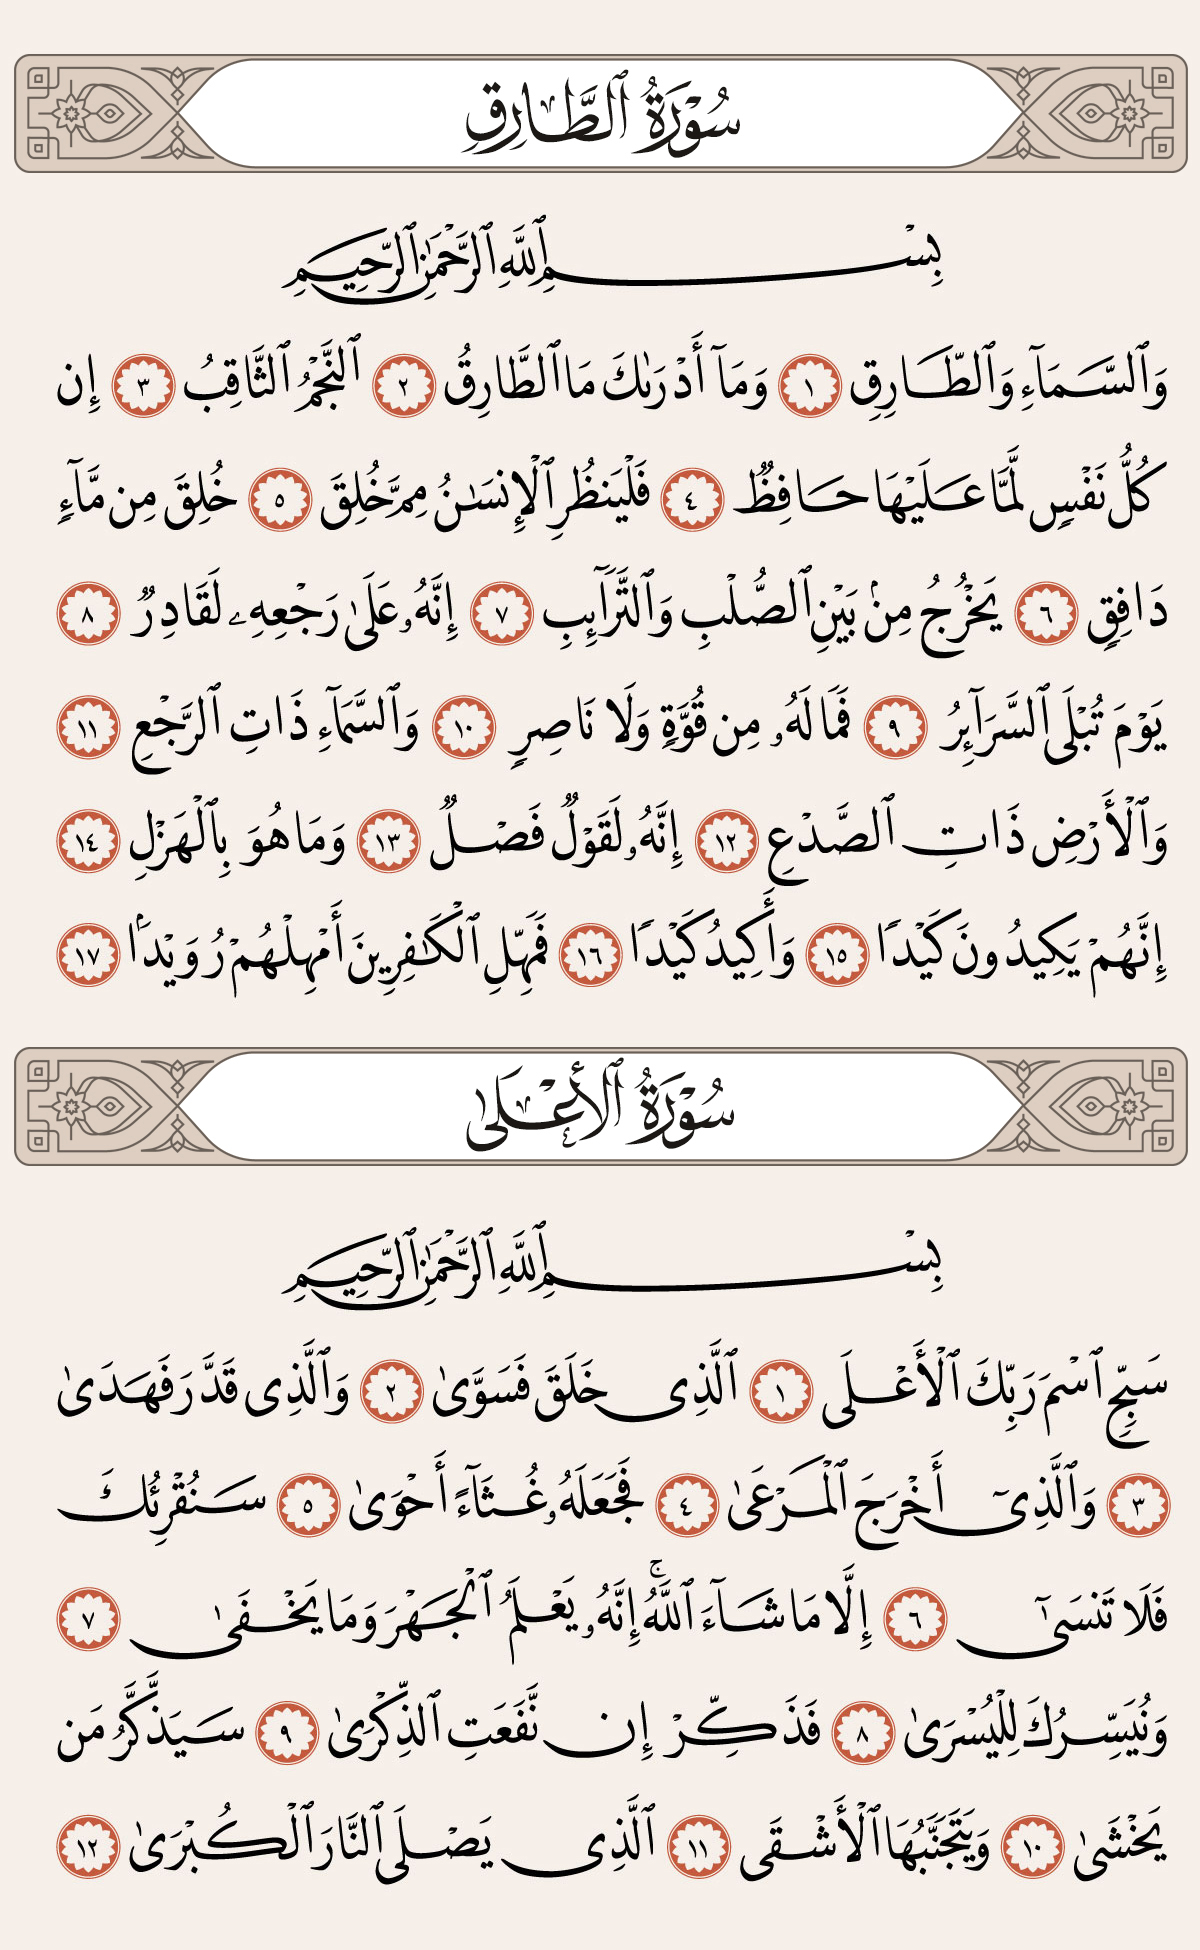 سُورَةُ ٱلطَّارِقِ
بِسْمِ ٱللَّهِ ٱلرَّحْمَٰنِ ٱلرَّحِيمِ
وَٱلسَّمَآءِ وَٱلطَّارِقِ ١ وَمَآ أَدْرَىٰكَ مَا ٱلطَّارِقُ ٢ ٱلنَّجْمُ ٱلثَّاقِبُ ٣ إِن
كُلُّ نَفْسٍ لَّمَّا عَلَيْهَا حَافِظٌ ٤ فَلْيَنظُرِ ٱلْإِنسَٰنُ مِمَّ خُلِقَ ٥ خُلِقَ مِن مَّآءٍ
دَافِقٍ ٦ يَخْرُجُ مِنۢ بَيْنِ ٱلصُّلْبِ وَٱلتَّرَآئِبِ ٧ إِنَّهُۥ عَلَىٰ رَجْعِهِۦ لَقَادِرٌ ٨
يَوْمَ تُبْلَى ٱلسَّرَآئِرُ ٩ فَمَا لَهُۥ مِن قُوَّةٍ وَلَا نَاصِرٍ ١٠ وَٱلسَّمَآءِ ذَاتِ ٱلرَّجْعِ ١١
وَٱلْأَرْضِ ذَاتِ ٱلصَّدْعِ ١٢ إِنَّهُۥ لَقَوْلٌ فَصْلٌ ١٣ وَمَا هُوَ بِٱلْهَزْلِ ١٤
إِنَّهُمْ يَكِيدُونَ كَيْدًا ١٥ وَأَكِيدُ كَيْدًا ١٦ فَمَهِّلِ ٱلْكَٰفِرِينَ أَمْهِلْهُمْ رُوَيْدَۢا ١٧
سُورَةُ ٱلْأَعْلَىٰ
بِسْمِ ٱللَّهِ ٱلرَّحْمَٰنِ ٱلرَّحِيمِ
سَبِّحِ ٱسْمَ رَبِّكَ ٱلْأَعْلَى ١ ٱلَّذِى خَلَقَ فَسَوَّىٰ ٢ وَٱلَّذِى قَدَّرَ فَهَدَىٰ
٣ وَٱلَّذِىٓ أَخْرَجَ ٱلْمَرْعَىٰ ٤ فَجَعَلَهُۥ غُثَآءً أَحْوَىٰ ٥ سَنُقْرِئُكَ
فَلَا تَنسَىٰٓ ٦ إِلَّا مَا شَآءَ ٱللَّهُۚ إِنَّهُۥ يَعْلَمُ ٱلْجَهْرَ وَمَا يَخْفَىٰ ٧
وَنُيَسِّرُكَ لِلْيُسْرَىٰ ٨ فَذَكِّرْ إِن نَّفَعَتِ ٱلذِّكْرَىٰ ٩ سَيَذَّكَّرُ مَن
يَخْشَىٰ ١٠ وَيَتَجَنَّبُهَا ٱلْأَشْقَى ١١ ٱلَّذِى يَصْلَى ٱلنَّارَ ٱلْكُبْرَىٰ ١٢